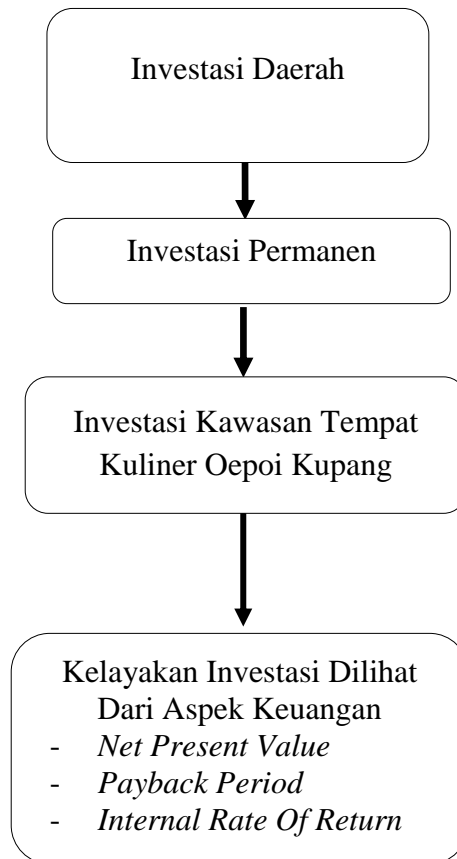 Investasi Daerah
Investasi Permanen
Investasi Kawasan Tempat
Kuliner Oepoi Kupang
Kelayakan Investasi Dilihat
Dari Aspek Keuangan
- Net Present Value
- Payback Period
- Internal Rate Of Return